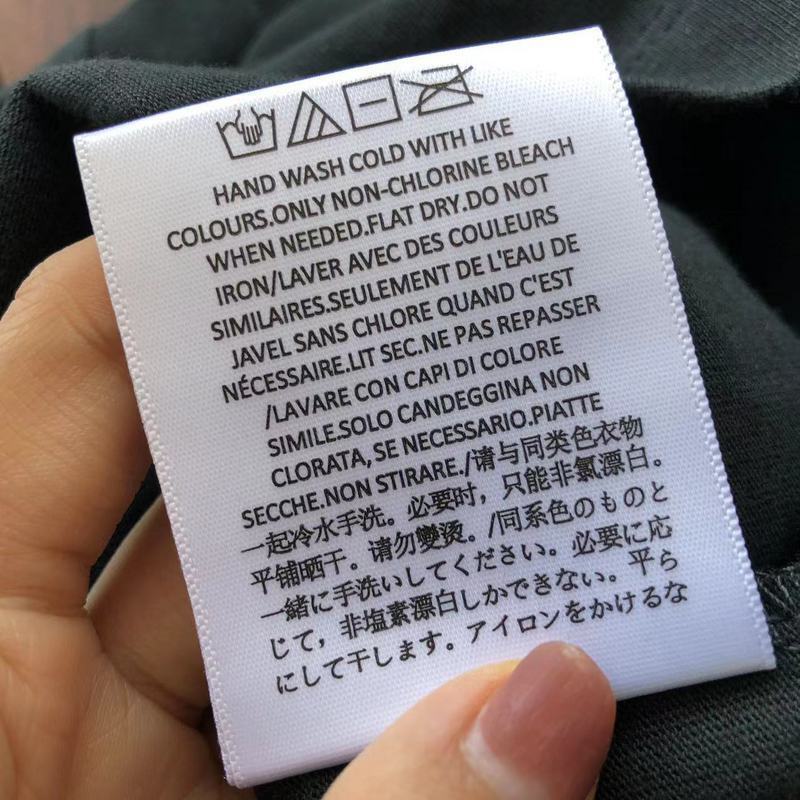 HAND WASH COLD WITH LIKE
COLOURS.ONLY NON-CHLORINE BLEACH
WHEN NEEDED.FLAT DRY.DO NOT
IRON/LAVER AVEC DES COULEURS
SIMILAIRES.SEULEMENT DE L'EAU DE
JAVEL SANS CHLORE QUAND C'EST
NÉCESSAIRE.LIT SEC.NE PAS REPASSER
/LAVARE CON CAPI DI COLORE
SIMILE.SOLO CANDEGGINA NON
CLORATA, SE NECESSARIO.PIATTE
SECCHE.NON STIRARE./请与同类色衣物
一起冷水手洗。必要时，只能非氯漂白。
平铺晒干。请勿變烫。/同系色のものと
一緒に手洗いしてください。必要に応
じて，非塩素漂白しかできない。平ら
にして干します。アイロンをかけるな